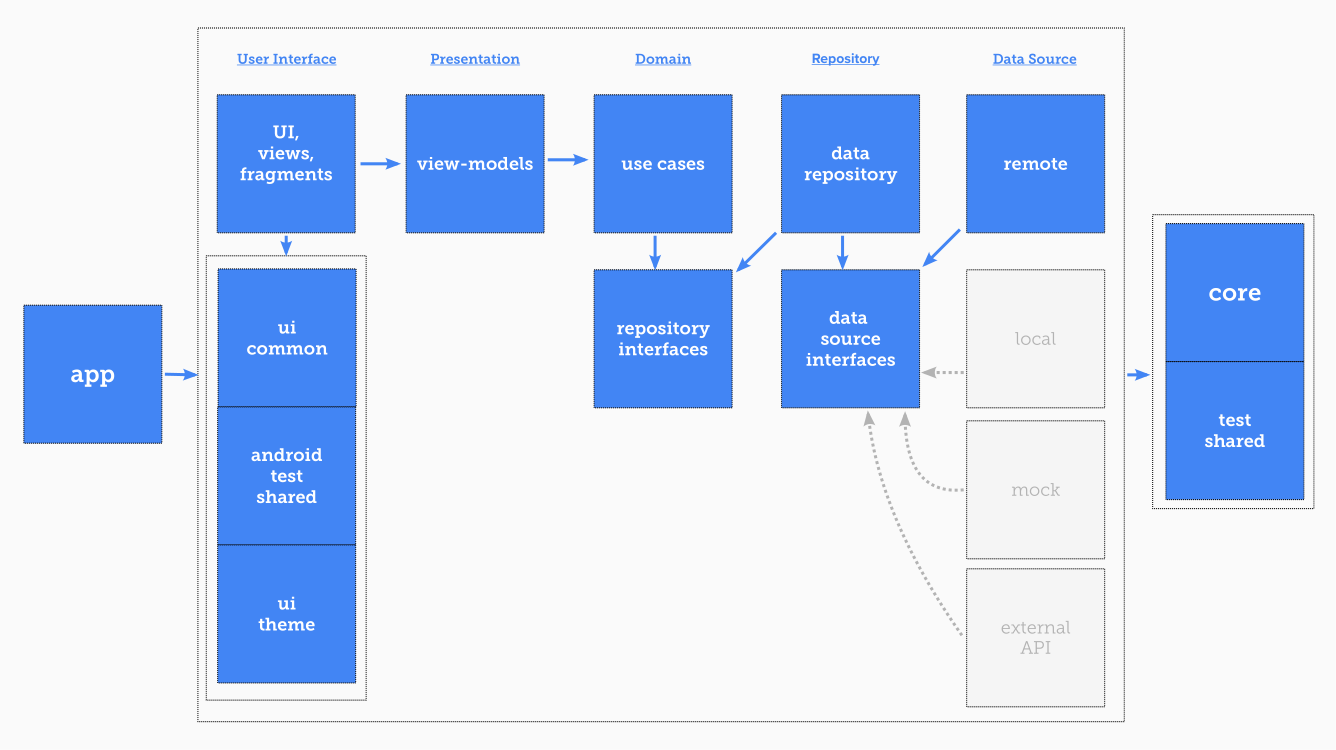 User Interface
Presentation
Domain
Repository
Data Source
UI,
views,
fragments
view-models
use cases
data
repository
remote
app
ui
common
android
test
shared
ui
theme
repository
interfaces
data
source
interfaces
local
mock
external
API
core
test
shared